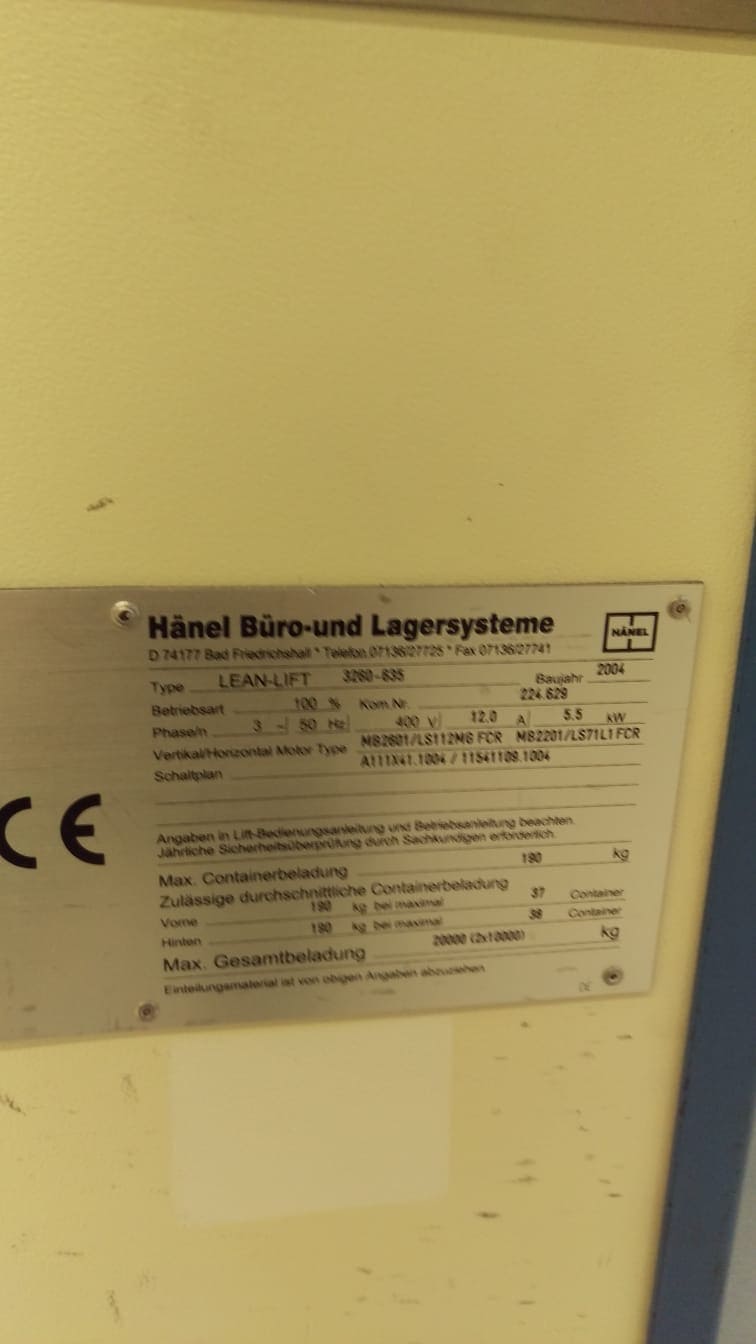 Hänel Büro-und Lagersysteme
HÄNEL
D 74177 Bad Friedrichshall * Telefon 07136/27725 * Fax 07136/27741
Type LEAN-LIFT 3260-635 Baujahr 2004
Betriebsart 100 % Kom.Nr. 224.629
Phase/n 3 ~ 50 Hz 400 V 12.0 A 5.5 kW
Vertikal/Horizontal Motor Type MB2601/LS112MG FCR MB2201/LS71L1 FCR
Schaltplan A111X41.1004 / 11541109.1004
CE
Angaben in Lift-Bedienungsanleitung und Betriebsanleitung beachten.
Jährliche Sicherheitsüberprüfung durch Sachkundigen erforderlich.
Max. Containerbeladung 190 kg
Zulässige durchschnittliche Containerbeladung
Vorne 190 kg bei maximal 37 Container
Hinten 190 kg bei maximal 38 Container
Max. Gesamtbeladung 20000 (2x10000) kg
Einteilungsmaterial ist von obigen Angaben abzuziehen
DE